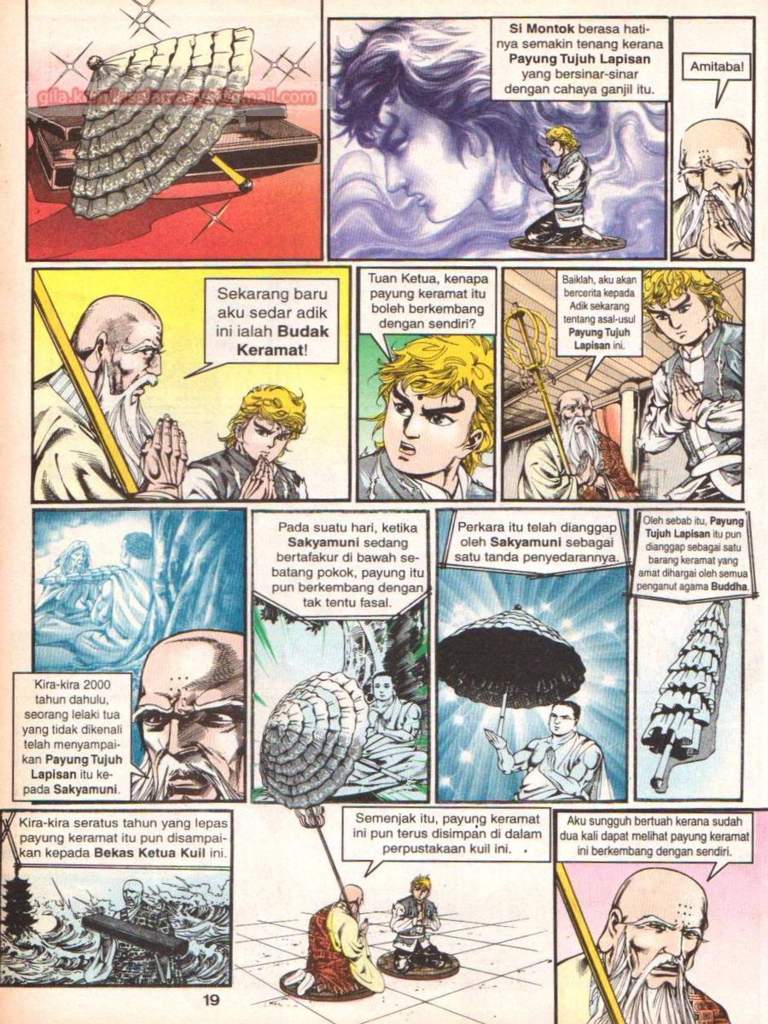 Si Montok berasa hati-
nya semakin tenang kerana
Payung Tujuh Lapisan
yang bersinar-sinar
dengan cahaya ganjil itu.
Amitaba!
Sekarang baru
aku sedar adik
ini ialah Budak
Keramat!
Tuan Ketua, kenapa
payung keramat itu
boleh berkembang
dengan sendiri?
Baiklah, aku akan
bercerita kepada
Adik sekarang
tentang asal-usul
Payung Tujuh
Lapisan ini.
Kira-kira 2000
tahun dahulu,
seorang lelaki tua
yang tidak dikenali
telah menyampai-
kan Payung Tujuh
Lapisan itu ke-
pada Sakyamuni.
Pada suatu hari, ketika
Sakyamuni sedang
bertafakur di bawah se-
batang pokok, payung itu
pun berkembang dengan
tak tentu fasal.
Perkara itu telah dianggap
oleh Sakyamuni sebagai
satu tanda penyedarannya.
Oleh sebab itu, Payung
Tujuh Lapisan itu pun
dianggap sebagai satu
barang keramat yang
amat dihargai oleh semua
penganut agama Buddha.
Kira-kira seratus tahun yang lepas
payung keramat itu pun disampai-
kan kepada Bekas Ketua Kuil ini.
Semenjak itu, payung keramat
ini pun terus disimpan di dalam
perpustakaan kuil ini.
Aku sungguh bertuah kerana sudah
dua kali dapat melihat payung keramat
ini berkembang dengan sendiri.
19